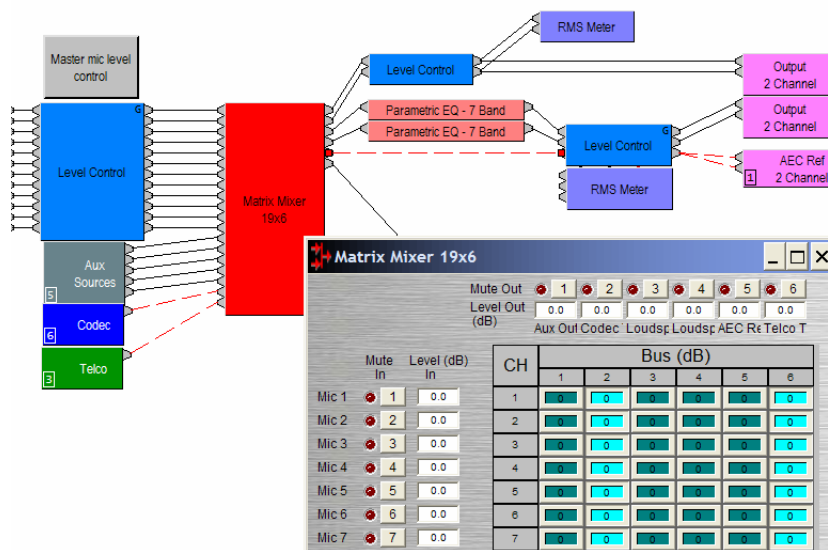 Master mic level
control
G
Level Control
Aux
Sources
5
Codec
6
Telco
3
Matrix Mixer
19x6
Level Control
RMS Meter
Parametric EQ - 7 Band
Parametric EQ - 7 Band
G
Level Control
RMS Meter
Output
2 Channel
Output
2 Channel
AEC Ref
2 Channel
1
Matrix Mixer 19x6
Mute Out 1 2 3 4 5 6
Level Out
(dB)
0.0 0.0 0.0 0.0 0.0 0.0
Aux Out Codec Loudsp Loudsp AEC Re Telco T
Mute
In
Level (dB)
In
CH
Bus (dB)
1 2 3 4 5 6
Mic 1 1 0.0 1 0 0 0 0 0 0
Mic 2 2 0.0 2 0 0 0 0 0 0
Mic 3 3 0.0 3 0 0 0 0 0 0
Mic 4 4 0.0 4 0 0 0 0 0 0
Mic 5 5 0.0 5 0 0 0 0 0 0
Mic 6 6 0.0 6 0 0 0 0 0 0
Mic 7 7 0.0 7 0 0 0 0 0 0